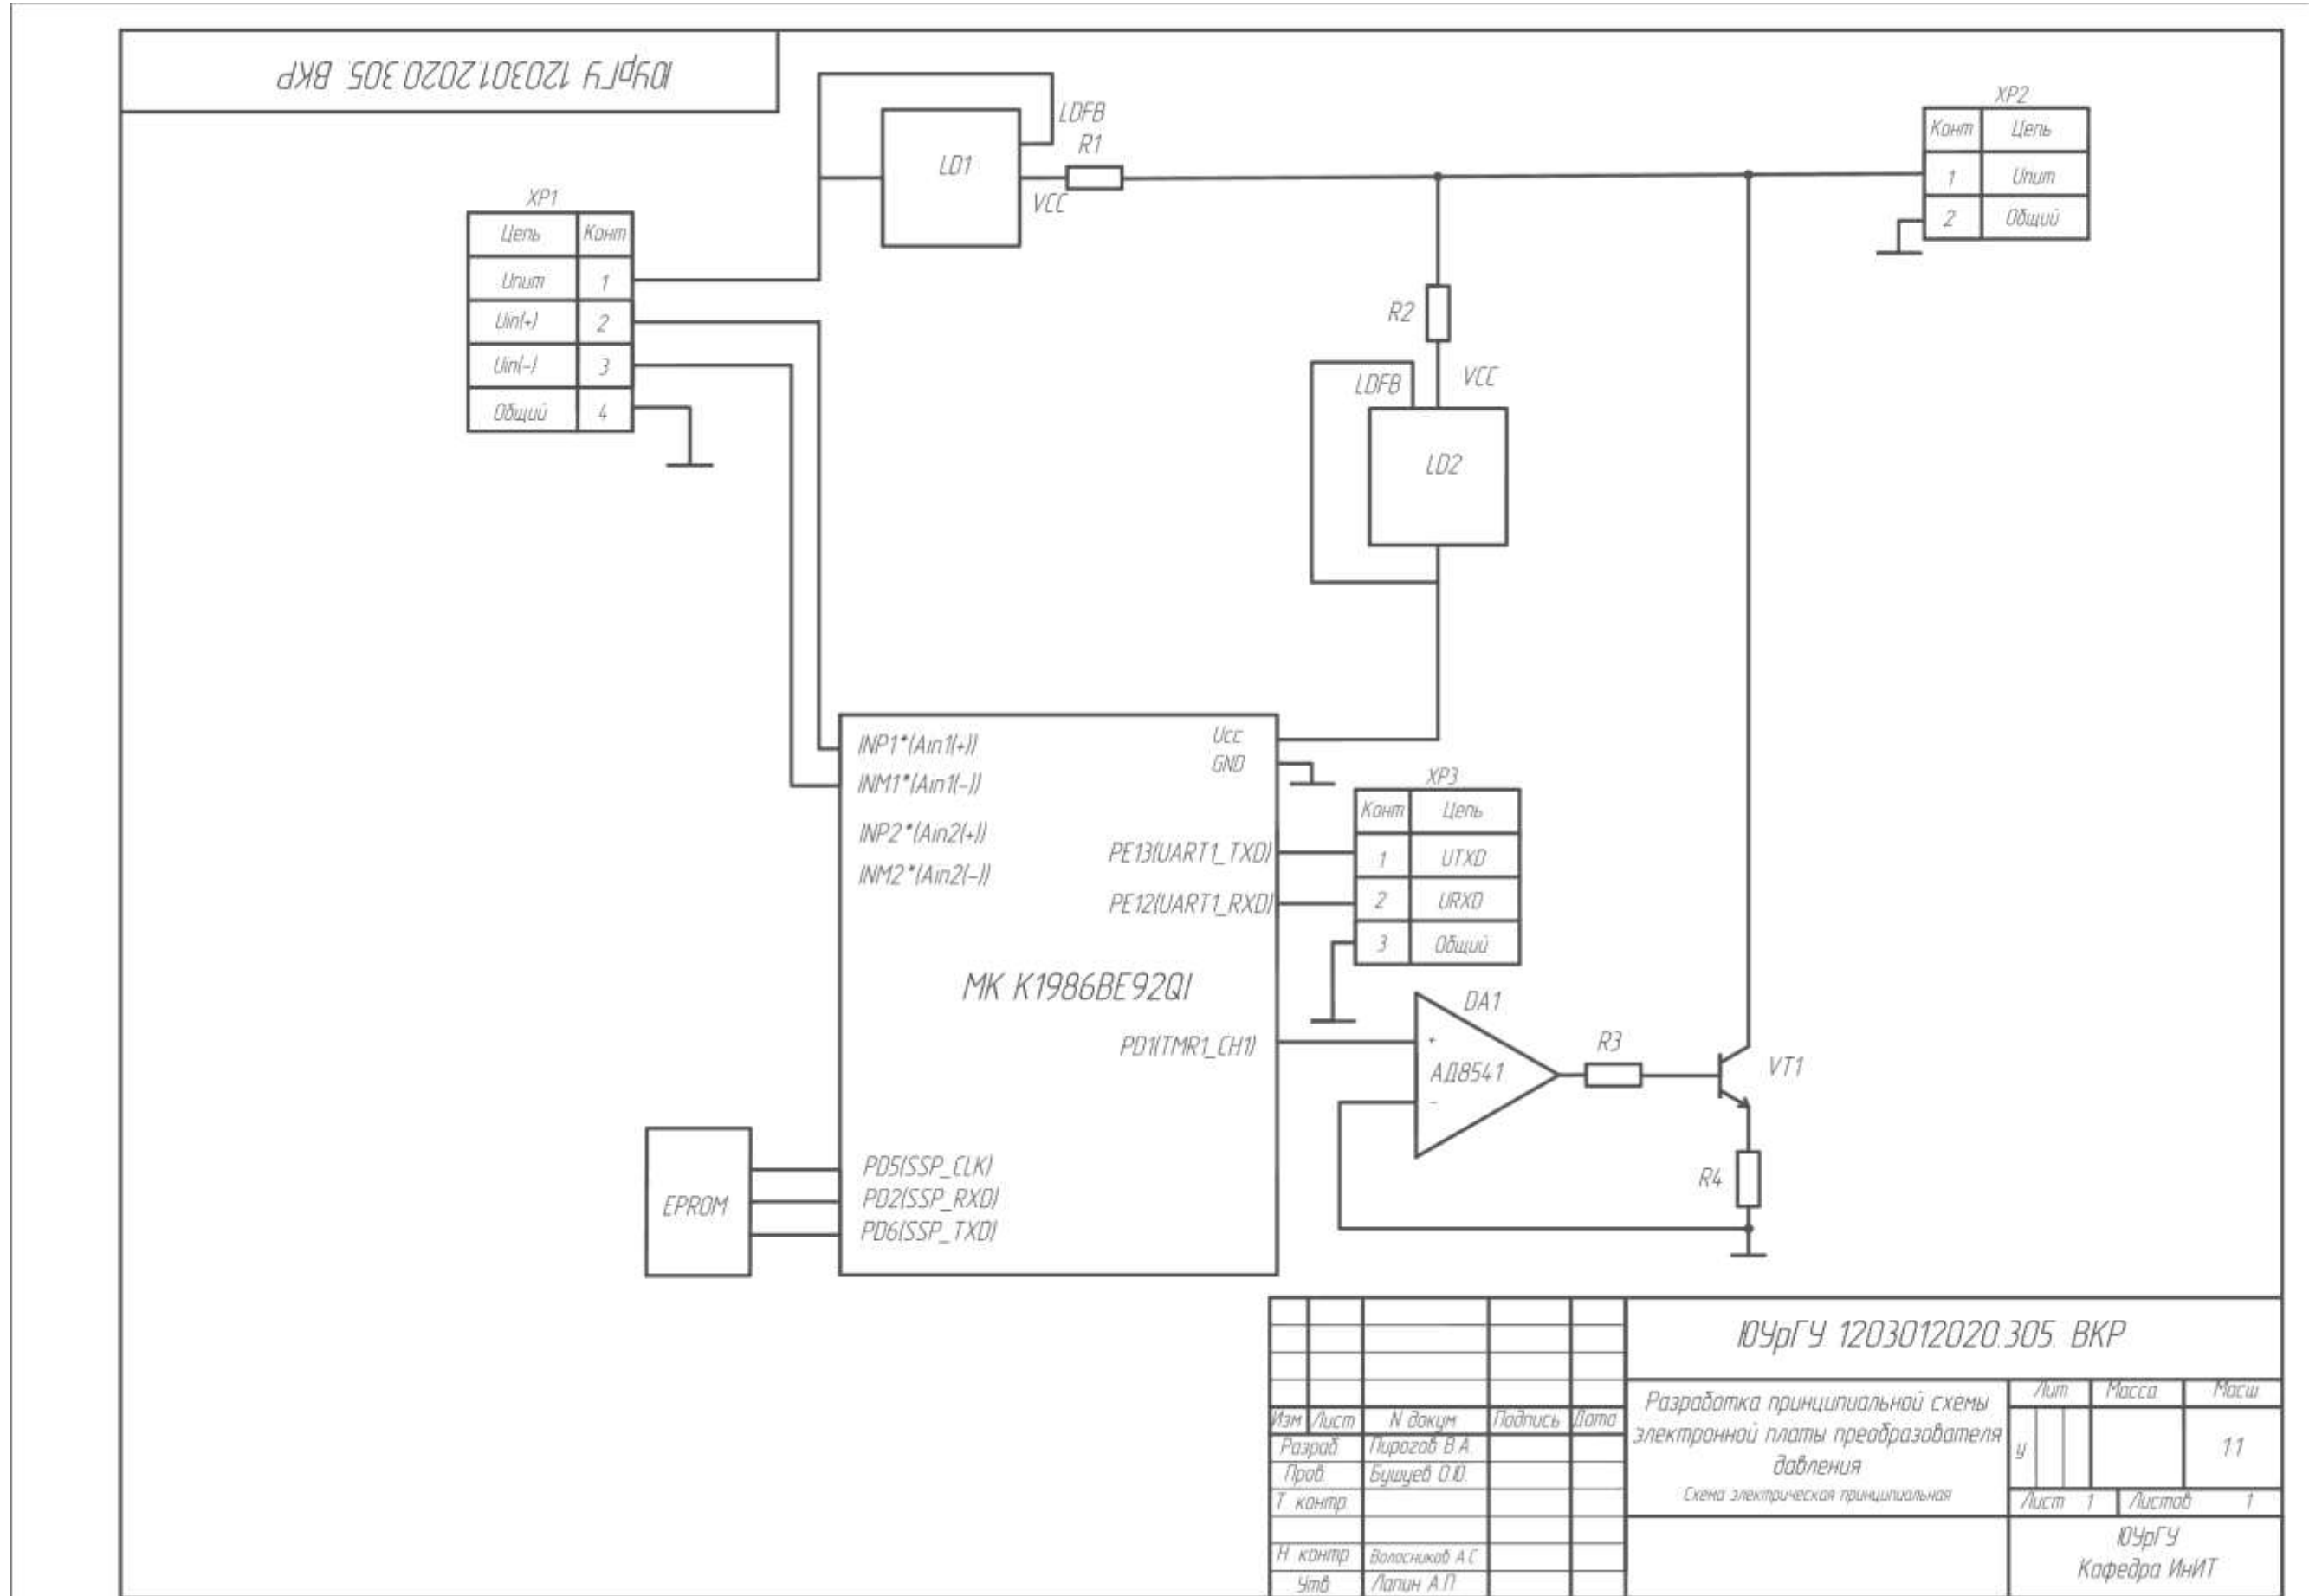 ЮУрГУ 1203012020.305. ВКР
LDFB
R1
LD1
VCC
XP2
Конт Цепь
1 Uпит
2 Общий
XP1
Цепь Конт
Uпит 1
Uin(+) 2
Uin(-) 3
Общий 4
R2
LDFB
VCC
LD2
INP1*(Ain1(+))
INM1*(Ain1(-))
INP2*(Ain2(+))
INM2*(Ain2(-))
Ucc
GND
PE13(UART1_TXD)
PE12(UART1_RXD)
XP3
Конт Цепь
1 UTXD
2 URXD
3 Общий
МК К1986ВЕ92QI
PD1(TMR1_CH1)
DA1
+
АД8541
-
R3
VT1
R4
EPROM
PD5(SSP_CLK)
PD2(SSP_RXD)
PD6(SSP_TXD)
ЮУрГУ 1203012020.305. ВКР
Изм Лист N докум Подпись Дата
Разраб Пирогов В.А.
Пров. Бушуев О.Ю.
Т контр
Н контр Волосников А.С
Утв Лапин А.П
Разработка принципиальной схемы
электронной платы преобразователя
давления
Схема электрическая принципиальная
Лит Масса Масш
у 1:1
Лист 1 Листов 1
ЮУрГУ
Кафедра ИнИТ